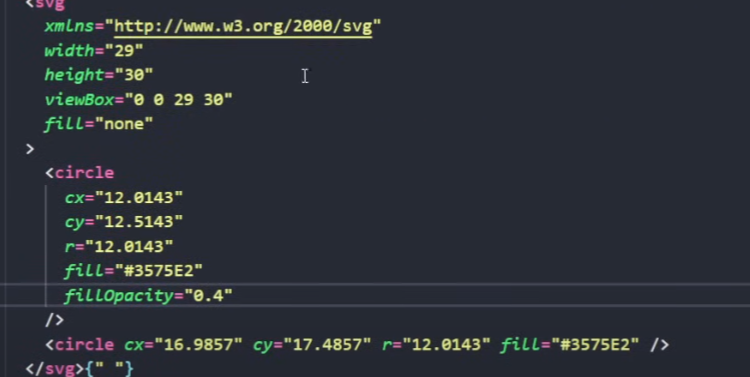 <svg
xmlns="http://www.w3.org/2000/svg"
width="29"
height="30"
viewBox="0 0 29 30"
fill="none"
>
<circle
cx="12.0143"
cy="12.5143"
r="12.0143"
fill="#3575E2"
fillOpacity="0.4"
/>
<circle cx="16.9857" cy="17.4857" r="12.0143" fill="#3575E2" />
</svg>{" "}